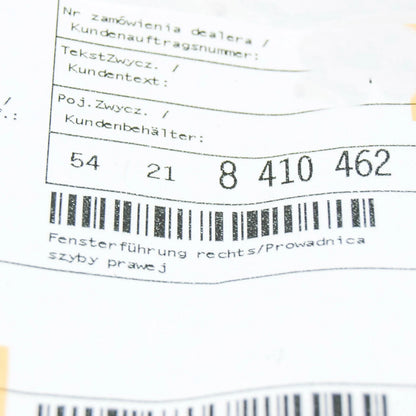 Nr zamówienia dealera /
Kundenauftragsnummer:
TekstZwycz. /
Kundentext:
Poj.Zwycz. /
Kundenbehälter:
/
.:
54 21 8 410 462
Fensterführung rechts/Prowadnica
szyby prawej